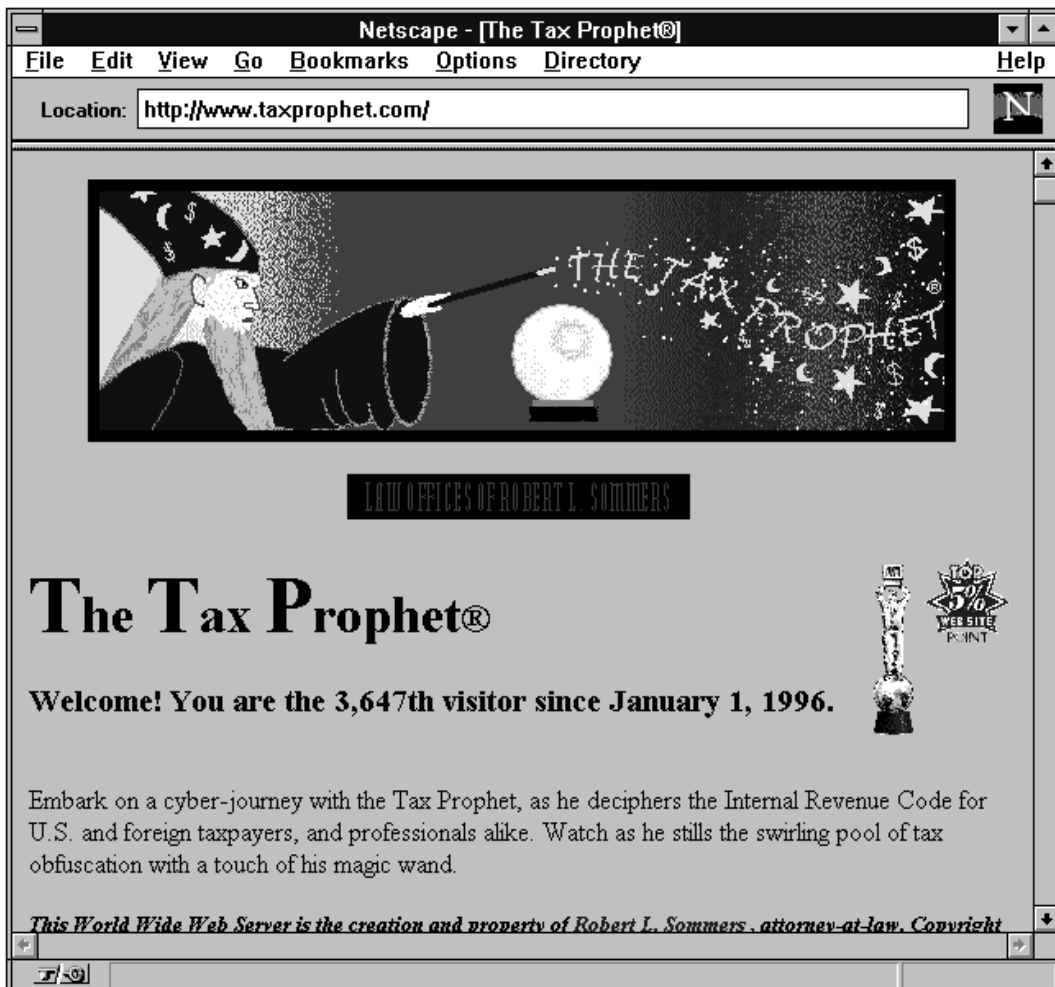 Netscape - [The Tax Prophet®]
File Edit View Go Bookmarks Options Directory Help
Location: http://www.taxprophet.com/
N
THE TAX PROPHET®
LAW OFFICES OF ROBERT L. SOMMERS
The Tax Prophet®
TOP
5%
WEB SITE
POINT
Welcome! You are the 3,647th visitor since January 1, 1996.
Embark on a cyber-journey with the Tax Prophet, as he deciphers the Internal Revenue Code for
U.S. and foreign taxpayers, and professionals alike. Watch as he stills the swirling pool of tax
obfuscation with a touch of his magic wand.
This World Wide Web Server is the creation and property of Robert L. Sommers , attorney-at-law. Copyright